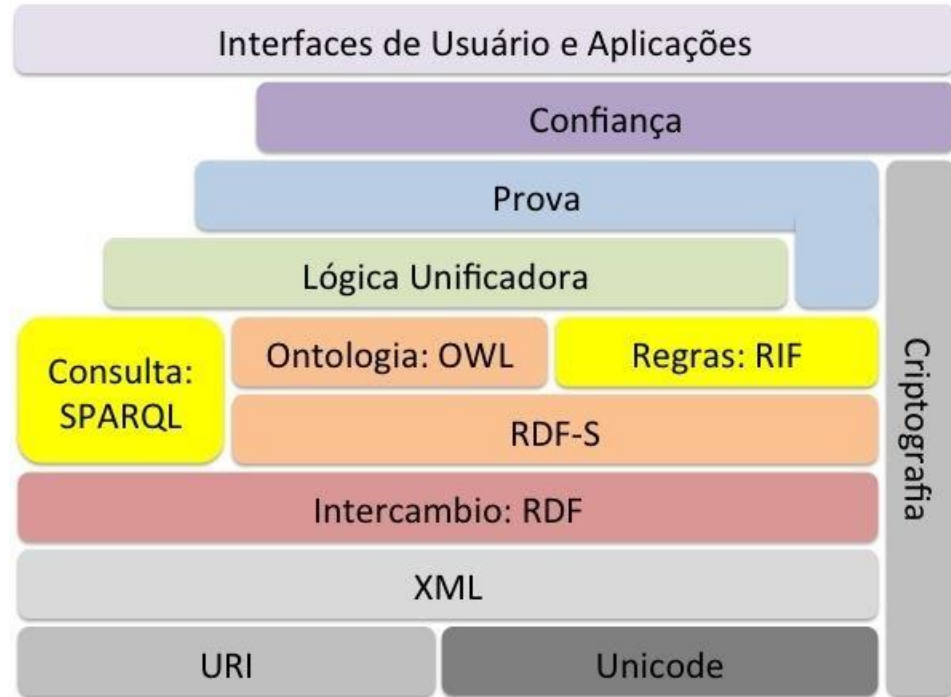 Interfaces de Usuário e Aplicações
Confiança
Prova
Lógica Unificadora
Consulta:
SPARQL
Ontologia: OWL
Regras: RIF
RDF-S
Intercambio: RDF
XML
URI
Unicode
Criptografia